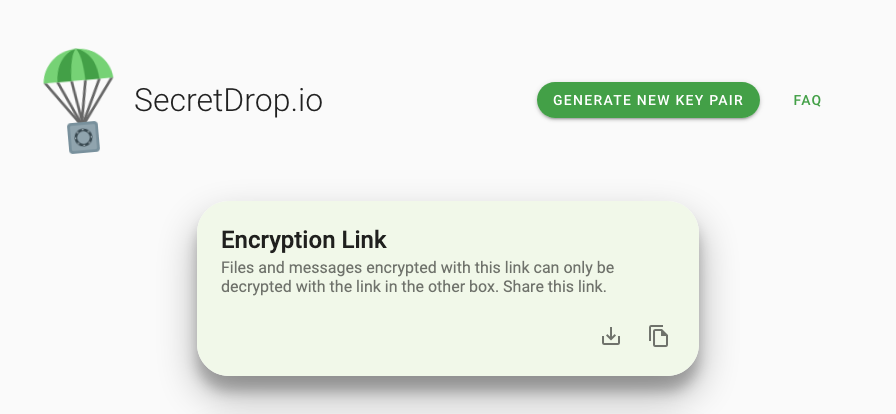 SecretDrop.io
GENERATE NEW KEY PAIR
FAQ
Encryption Link
Files and messages encrypted with this link can only be
decrypted with the link in the other box. Share this link.